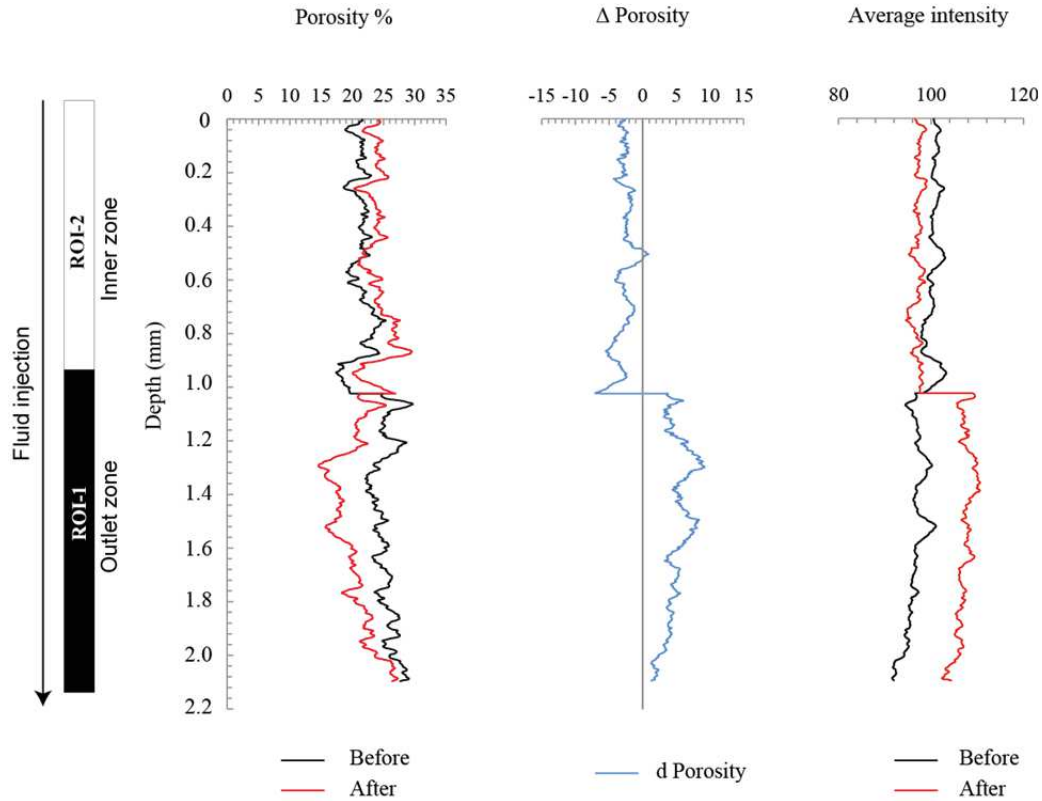 Porosity %
Δ Porosity
Average intensity
0 5 10 15 20 25 30 35
-15 -10 -5 0 5 10 15
80 100 120
0
0.2
0.4
0.6
0.8
1.0
1.2
1.4
1.6
1.8
2.0
2.2
Depth (mm)
Fluid injection
ROI-2
Inner zone
ROI-1
Outlet zone
Before
After
d Porosity
Before
After